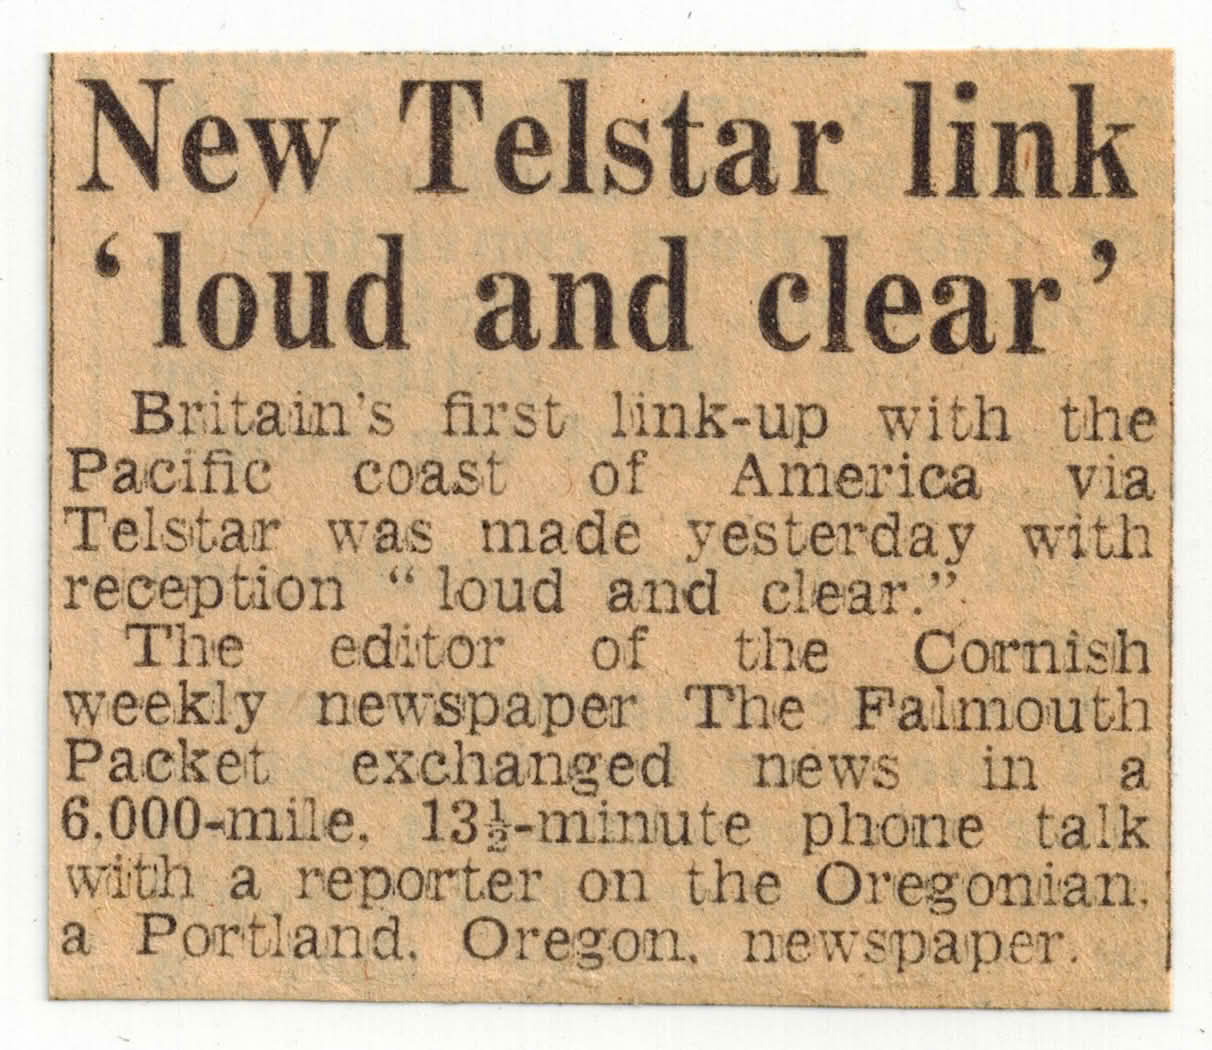 New Telstar link
‘loud and clear’
Britain's first link-up with the
Pacific coast of America via
Telstar was made yesterday with
reception “loud and clear.”
The editor of the Cornish
weekly newspaper The Falmouth
Packet exchanged news in a
6,000-mile, 13½-minute phone talk
with a reporter on the Oregonian,
a Portland, Oregon, newspaper.